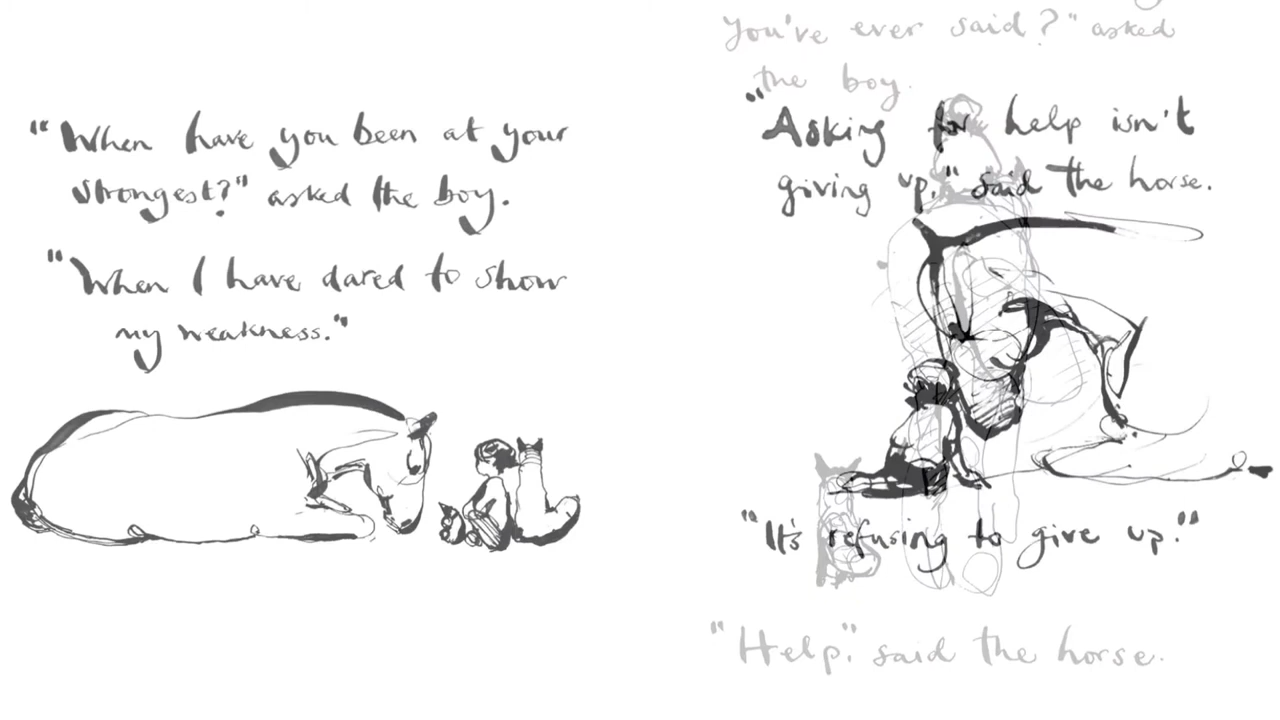 "When have you been at your
strongest?" asked the boy.
"When I have dared to show
my weakness."
you've ever said?" asked
the boy.
"Asking for help isn't
giving up," said the horse.
"It's refusing to give up."
"Help," said the horse.